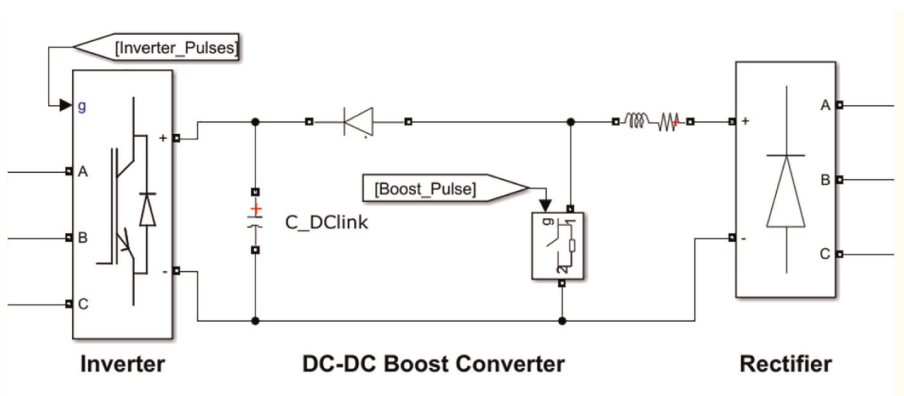 [Inverter_Pulses]
g
+
A
B
-
C
[Boost_Pulse]
+
C_DClink
g
1
2
+
-
A
B
C
Inverter
DC-DC Boost Converter
Rectifier